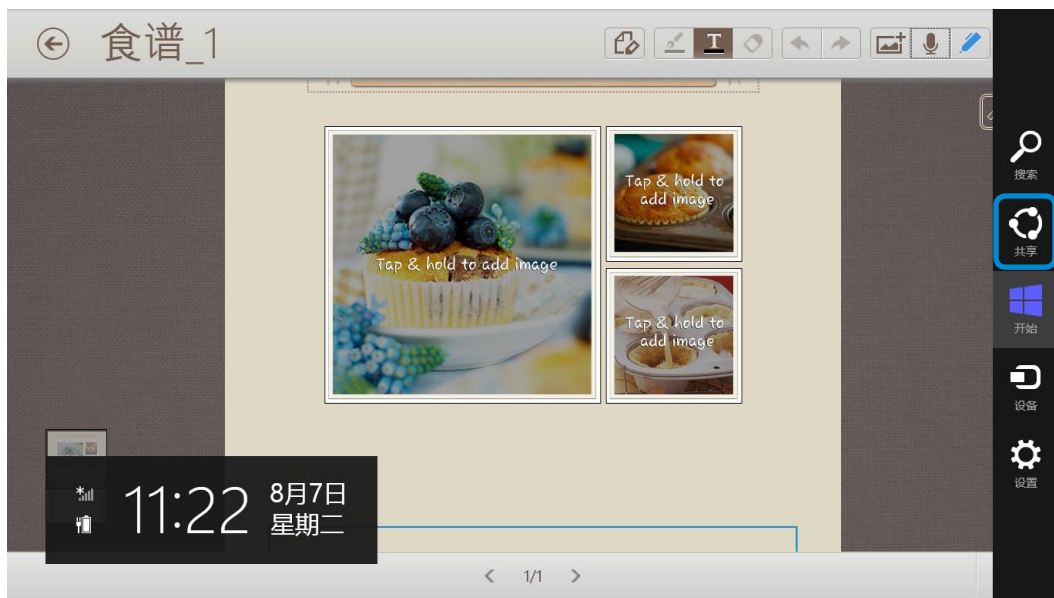 食谱_1
T
Tap & hold to add image
Tap & hold to
add image
Tap & hold to
add image
搜索
共享
开始
设备
设置
11:22
8月7日
星期二
1/1